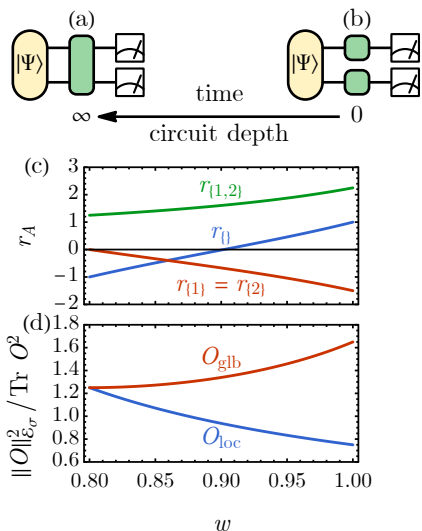 (a) (b)
|Ψ⟩ |Ψ⟩
time
∞ 0
circuit depth
(c)
3
2
1
0
−1
−2
r_A
r_{1,2}
r_{}
r_{1} = r_{2}
(d)
1.8
1.6
1.4
1.2
1.0
0.8
0.6
‖O‖²_{ℰ_σ} / Tr O²
O_glb
O_loc
0.80 0.85 0.90 0.95 1.00
w